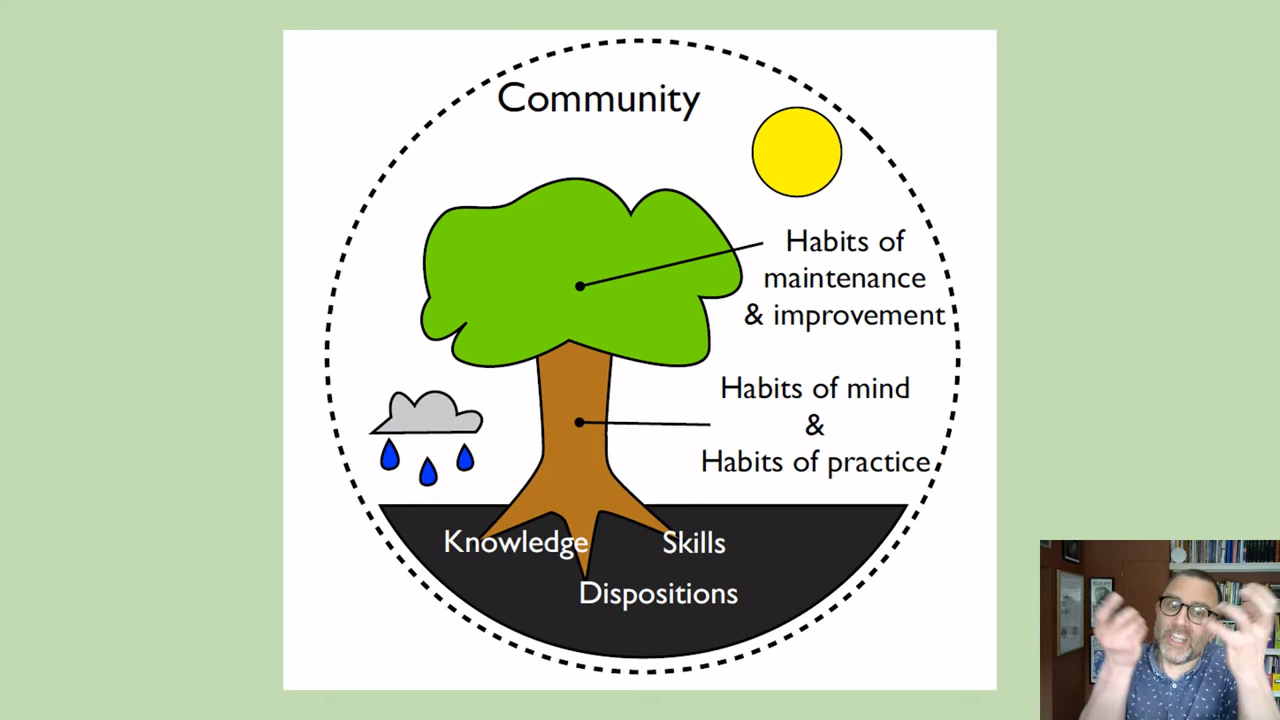 Community
Habits of
maintenance
& improvement
Habits of mind
&
Habits of practice
Knowledge
Skills
Dispositions